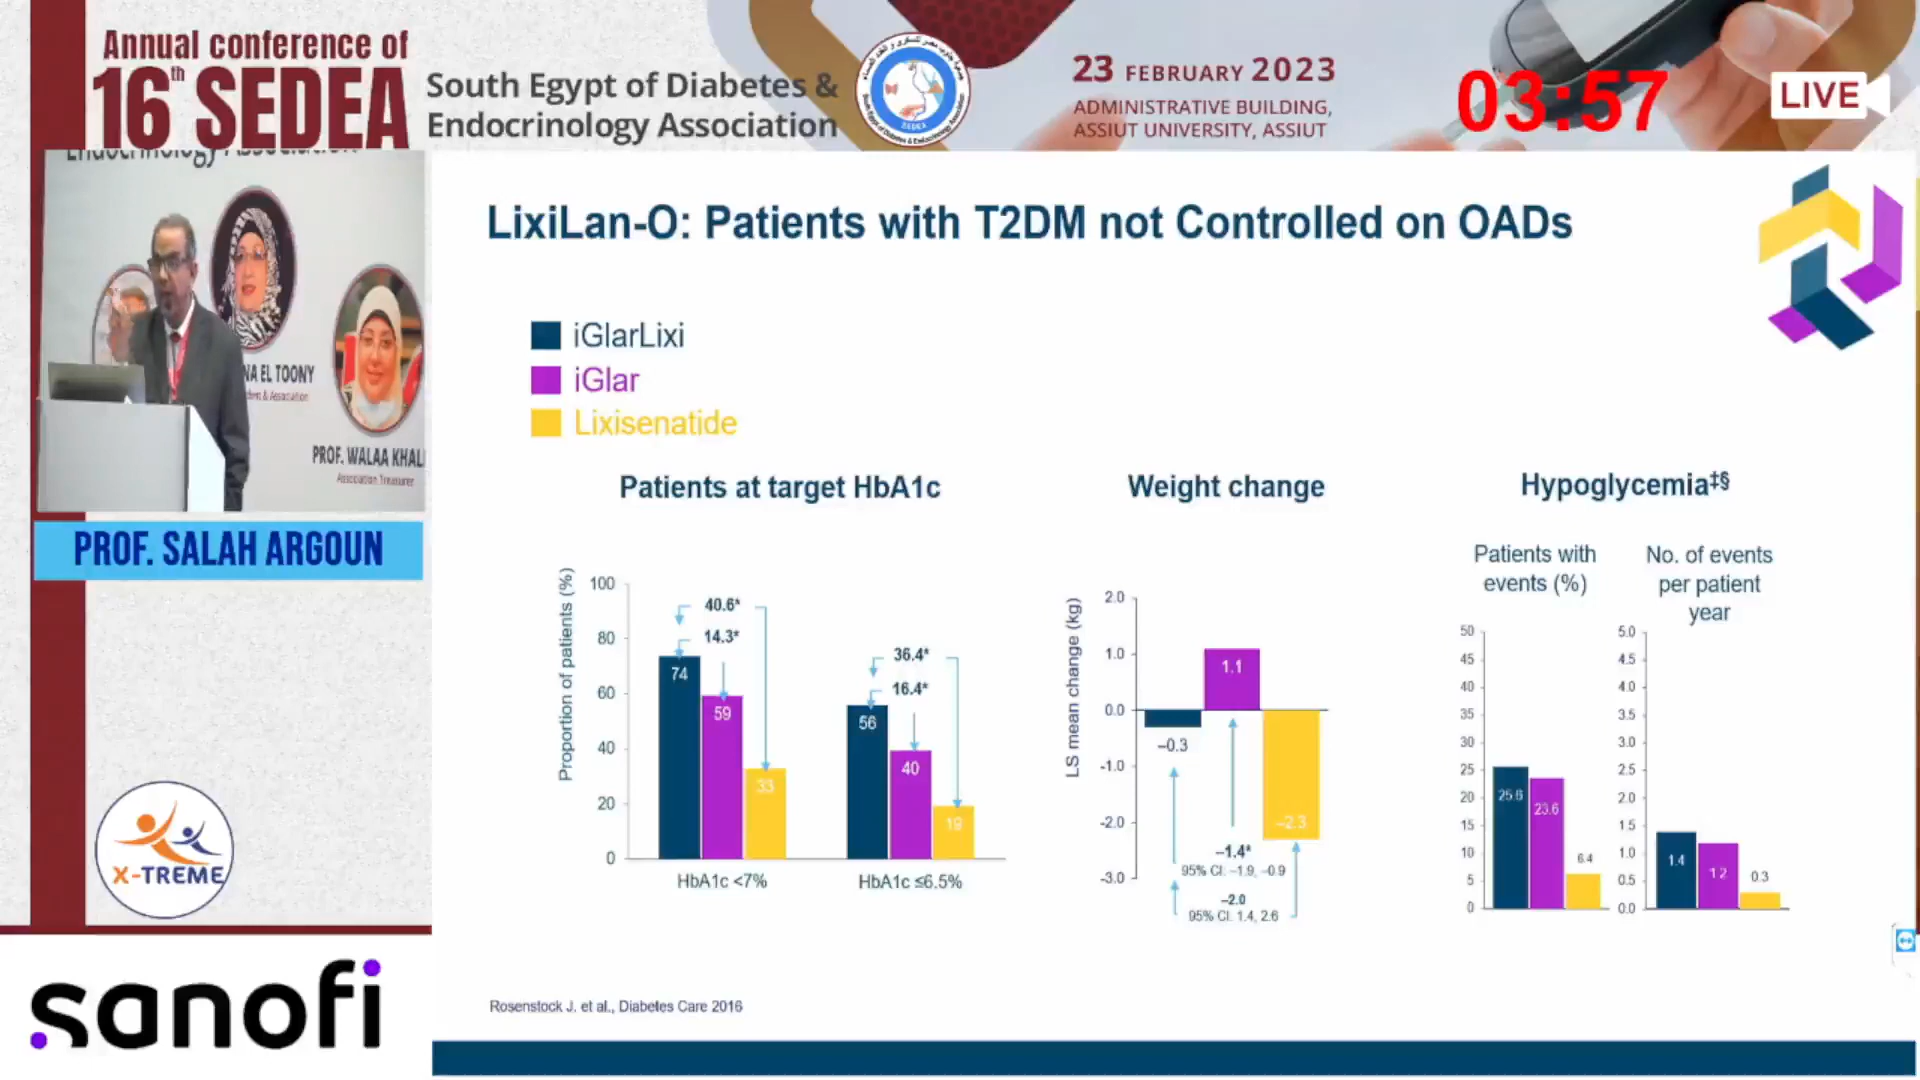 Annual conference of
16th SEDEA
South Egypt of Diabetes &
Endocrinology Association
SEDEA
23 FEBRUARY 2023
ADMINISTRATIVE BUILDING,
ASSIUT UNIVERSITY, ASSIUT
03:57
LIVE
NA EL TOONY
PROF. WALAA KHAL
Association Treasurer
PROF. SALAH ARGOUN
X-TREME
sanofi
LixiLan-O: Patients with T2DM not Controlled on OADs
iGlarLixi
iGlar
Lixisenatide
Patients at target HbA1c
Proportion of patients (%)
100
80
60
40
20
0
40.6*
14.3*
74
59
33
36.4*
16.4*
56
40
19
HbA1c <7%
HbA1c ≤6.5%
Weight change
LS mean change (kg)
2.0
1.0
0.0
-1.0
-2.0
-3.0
1.1
–0.3
–2.3
–1.4*
95% CI: –1.9, –0.9
–2.0
95% CI: 1.4, 2.6
Hypoglycemia‡§
Patients with
events (%)
50
45
40
35
30
25
20
15
10
5
0
25.6
23.6
6.4
No. of events
per patient
year
5.0
4.5
4.0
3.5
3.0
2.5
2.0
1.5
1.0
0.5
0.0
1.4
1.2
0.3
Rosenstock J. et al., Diabetes Care 2016